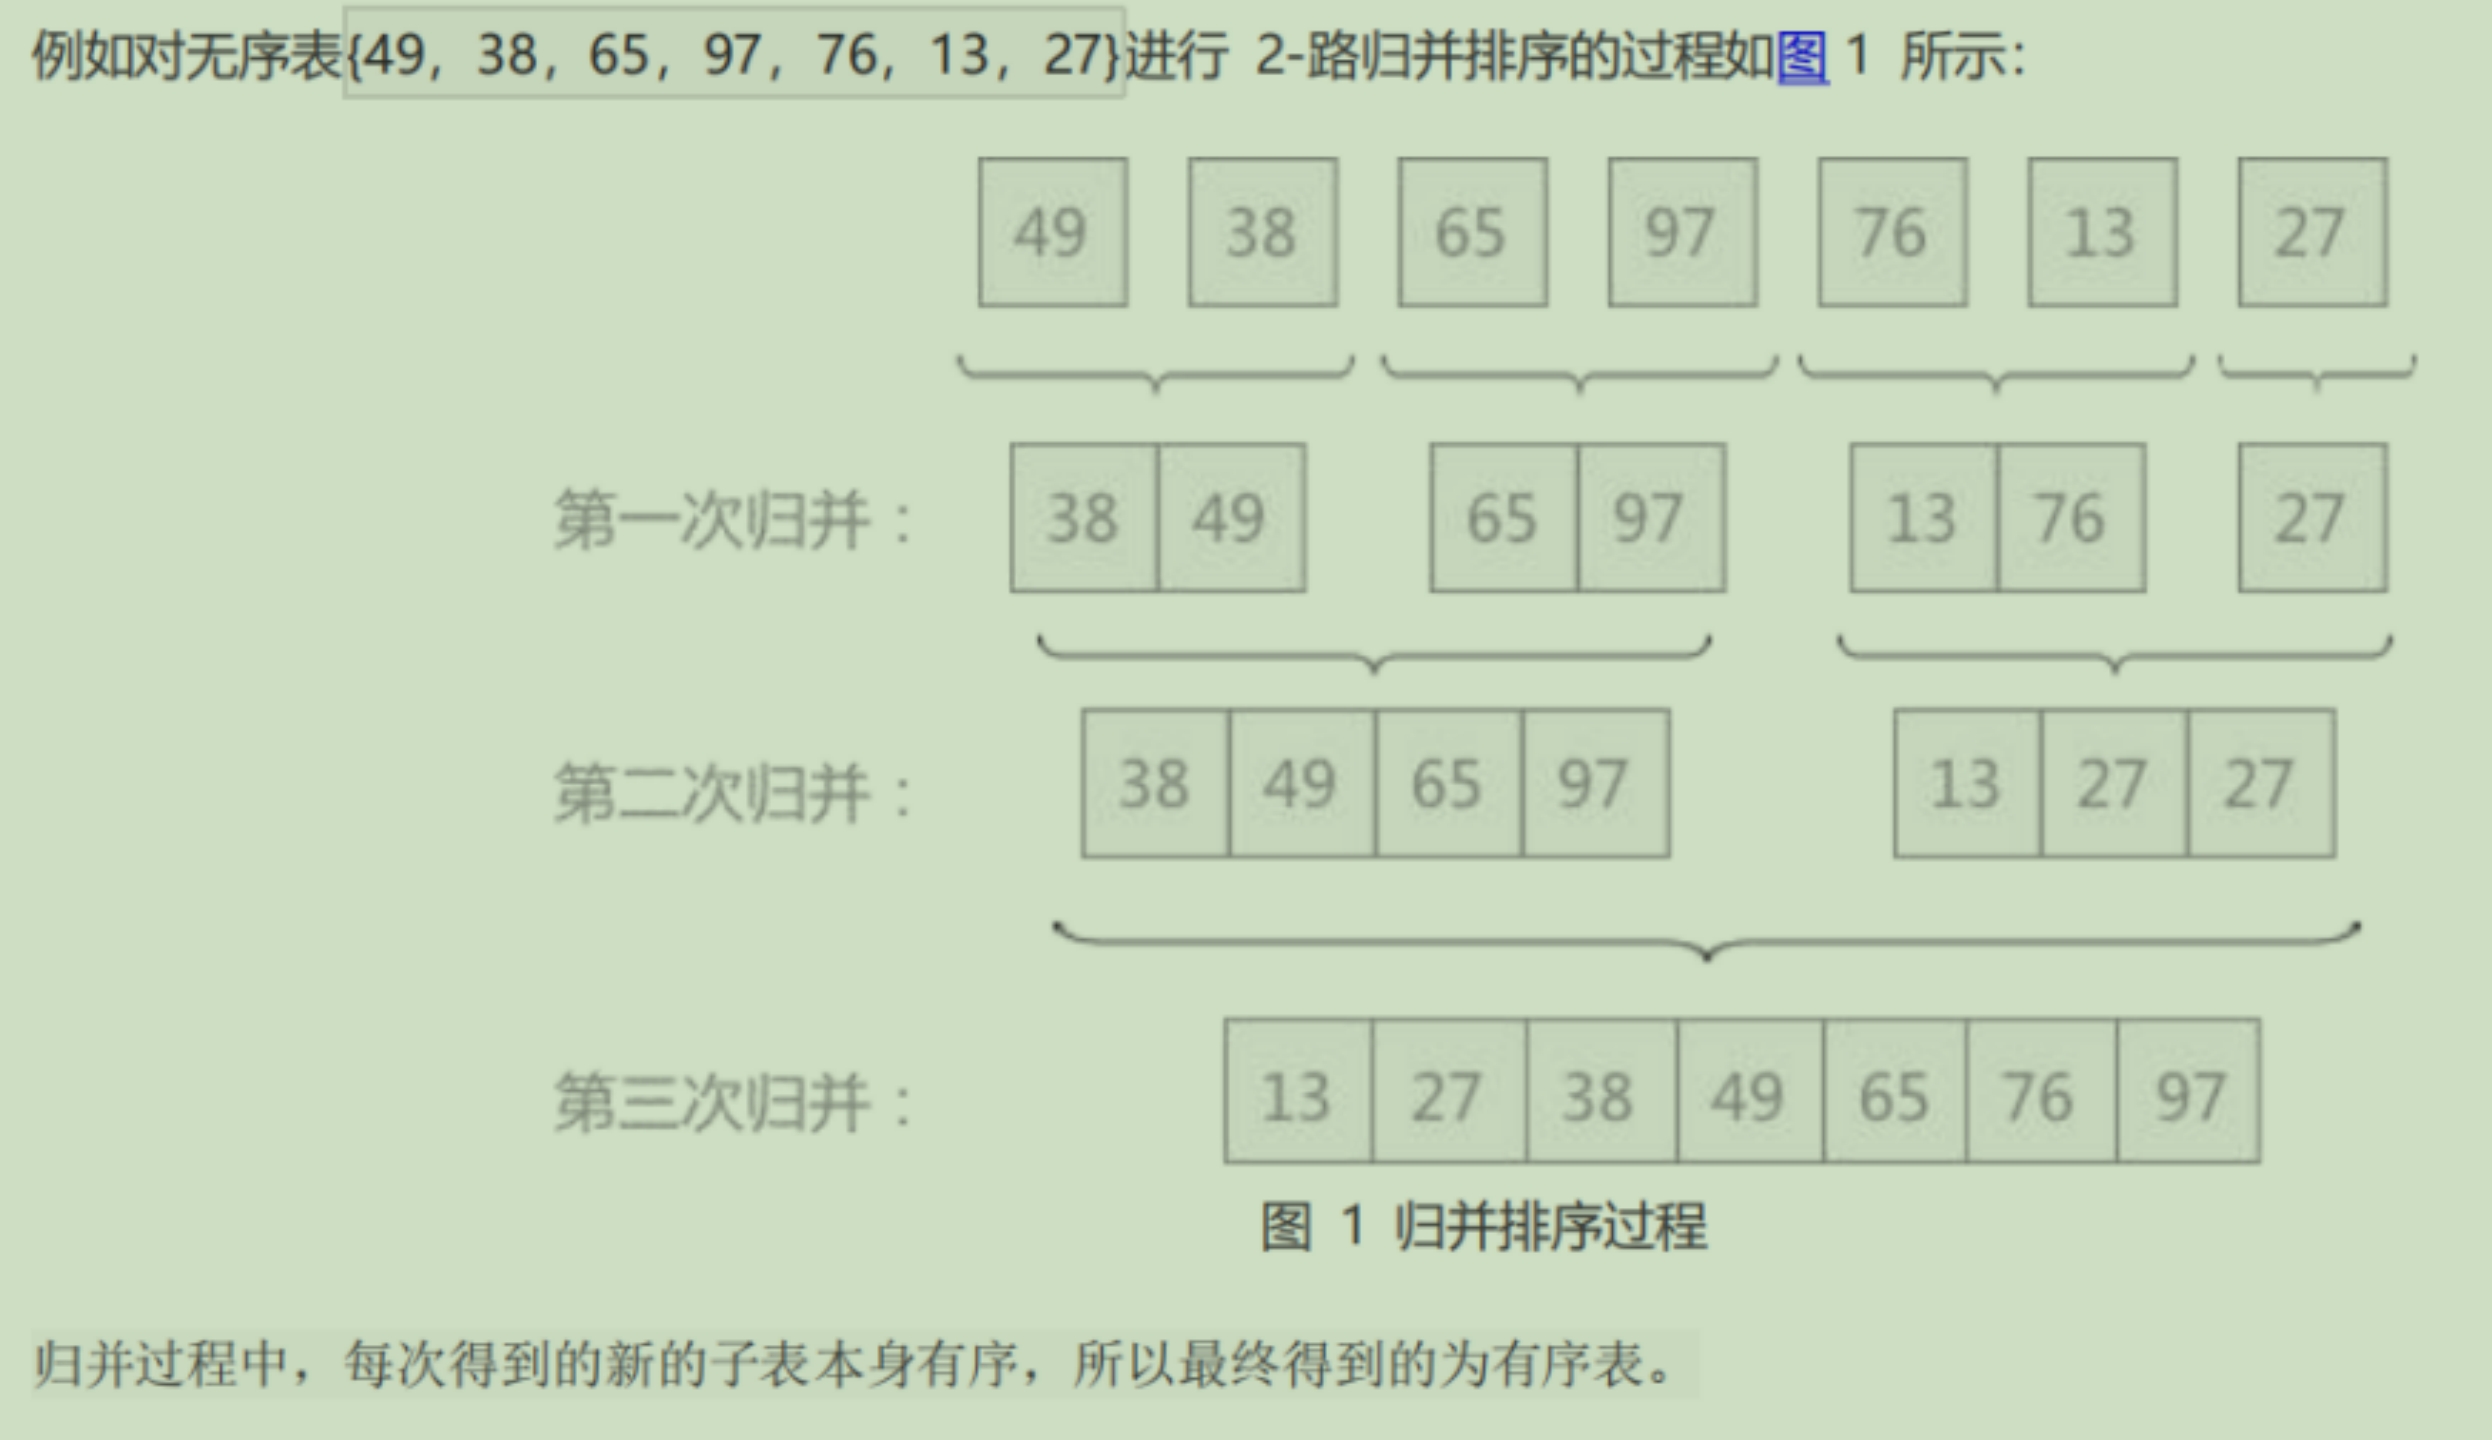 例如对无序表{49，38，65，97，76，13，27}进行 2-路归并排序的过程如图 1 所示：
49 38 65 97 76 13 27
第一次归并： 38 49 65 97 13 76 27
第二次归并： 38 49 65 97 13 27 27
第三次归并： 13 27 38 49 65 76 97
图 1 归并排序过程
归并过程中，每次得到的新的子表本身有序，所以最终得到的为有序表。